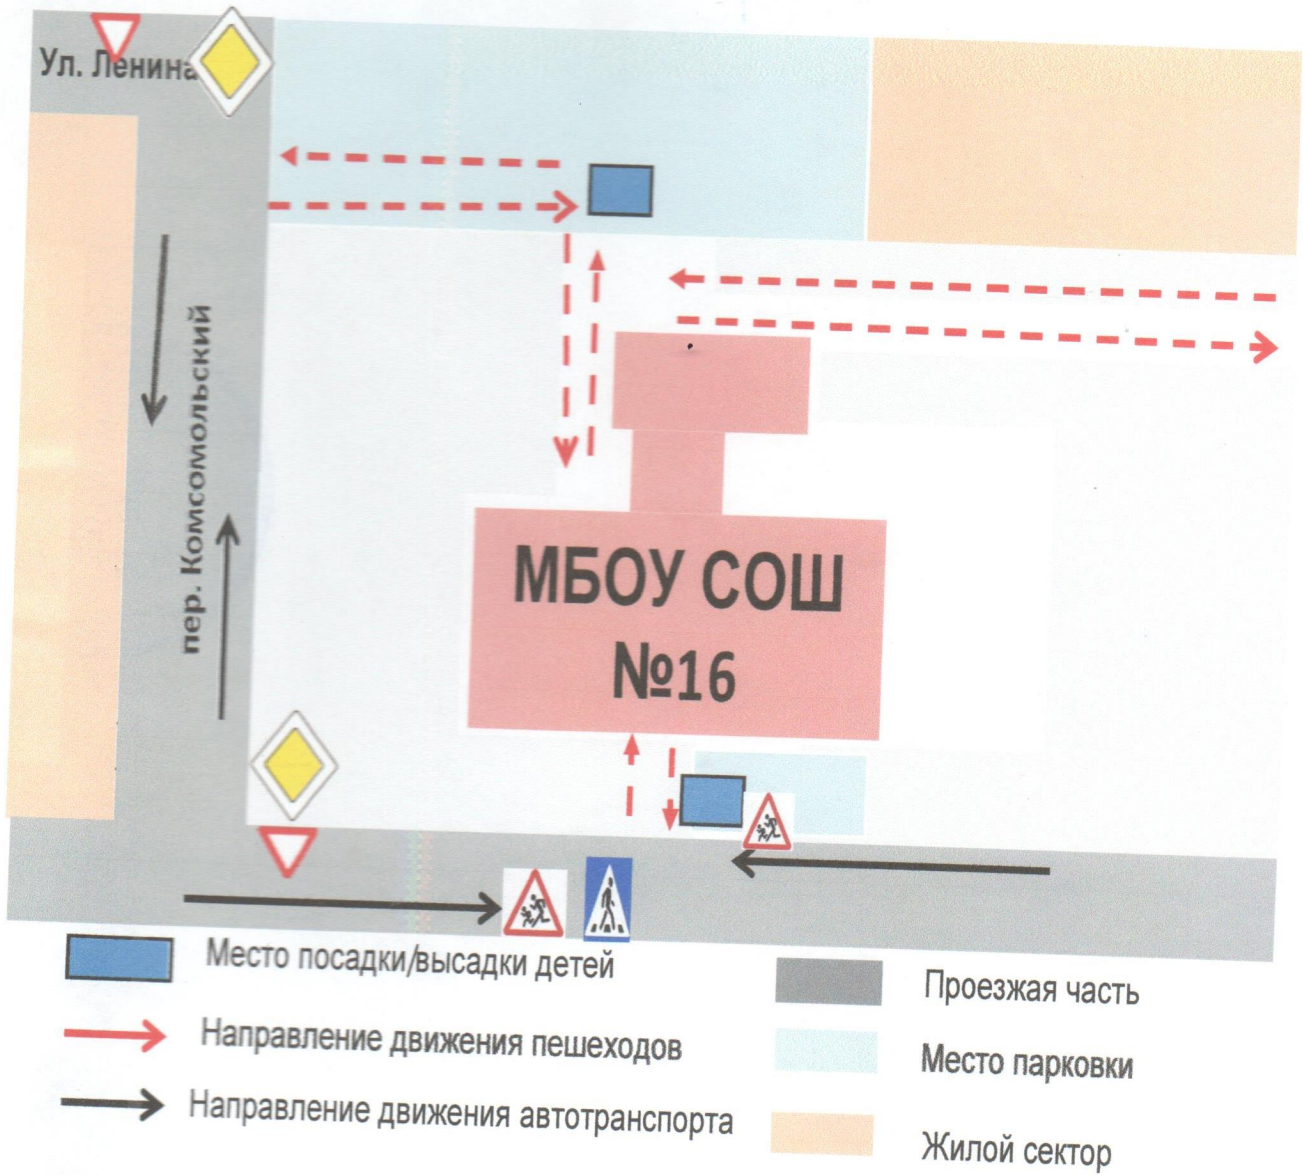 Ул. Ленина
пер. Комсомольский
МБОУ СОШ
№16
Место посадки/высадки детей
Направление движения пешеходов
Направление движения автотранспорта
Проезжая часть
Место парковки
Жилой сектор